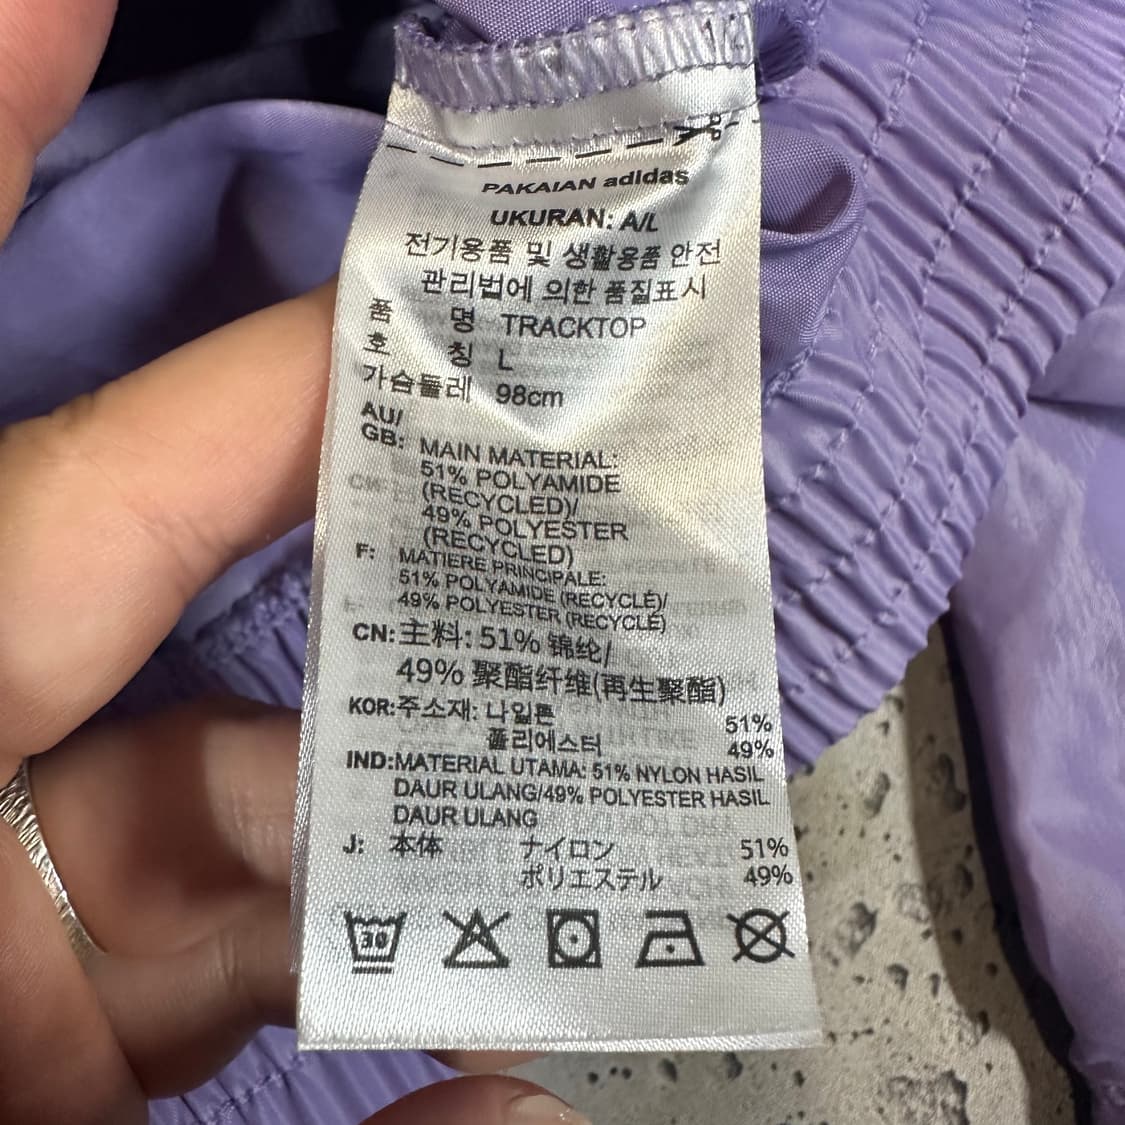 1/2
PAKAIAN adidas
UKURAN: A/L
전기용품 및 생활용품 안전
관리법에 의한 품질표시
품 명 TRACKTOP
호 칭 L
가슴둘레 98cm
AU/
GB: MAIN MATERIAL:
51% POLYAMIDE
(RECYCLED)/
49% POLYESTER
(RECYCLED)
F: MATIERE PRINCIPALE:
51% POLYAMIDE (RECYCLÉ)/
49% POLYESTER (RECYCLÉ)
CN: 主料: 51% 锦纶/
49% 聚酯纤维(再生聚酯)
KOR: 주소재: 나일론 51%
폴리에스터 49%
IND: MATERIAL UTAMA: 51% NYLON HASIL
DAUR ULANG/49% POLYESTER HASIL
DAUR ULANG
J: 本体 ナイロン 51%
ポリエステル 49%
30